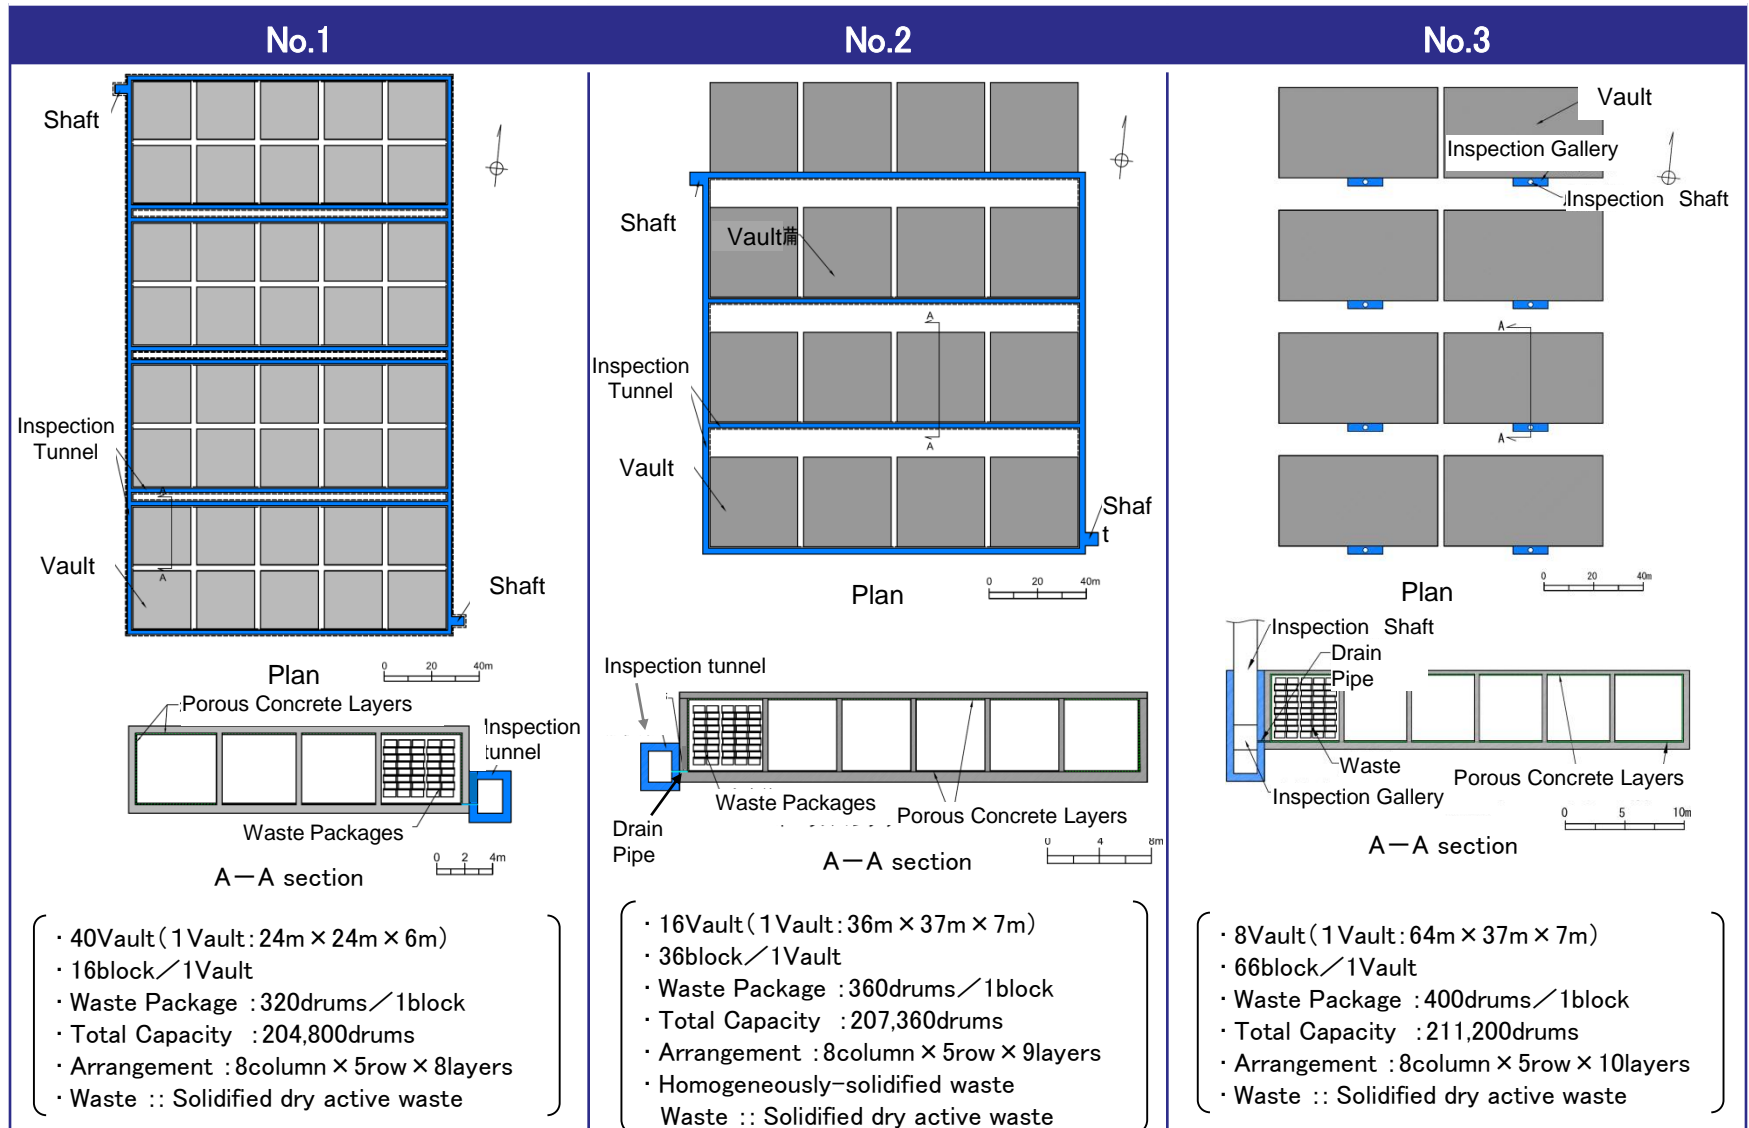 No.1
Shaft
Inspection
Tunnel
A
A
Vault
Shaft
Plan
0 20 40m
Porous Concrete Layers
Inspection
tunnel
Waste Packages
0 2 4m
A－A section
・40Vault（1Vault：24m×24m×6m）
・16block／1Vault
・Waste Package ：320drums／1block
・Total Capacity ：204,800drums
・Arrangement ：8column×5row×8layers
・Waste ：： Solidified dry active waste
No.2
Shaft
Vault
A
Inspection
Tunnel
A
Vault
Shaf
t
Plan
0 20 40m
Inspection tunnel
Waste Packages
Porous Concrete Layers
Drain
Pipe
0 4 8m
A－A section
・16Vault（1Vault：36m×37m×7m）
・36block／1Vault
・Waste Package ：360drums／1block
・Total Capacity ：207,360drums
・Arrangement ：8column×5row×9layers
・Homogeneously-solidified waste
Waste ：： Solidified dry active waste
No.3
Vault
Inspection Gallery
Inspection Shaft
A
A
Plan
0 20 40m
Inspection Shaft
Drain
Pipe
Waste
Porous Concrete Layers
Inspection Gallery
0 5 10m
A－A section
・8Vault（1Vault：64m×37m×7m）
・66block／1Vault
・Waste Package ：400drums／1block
・Total Capacity ：211,200drums
・Arrangement ：8column×5row×10layers
・Waste ：： Solidified dry active waste